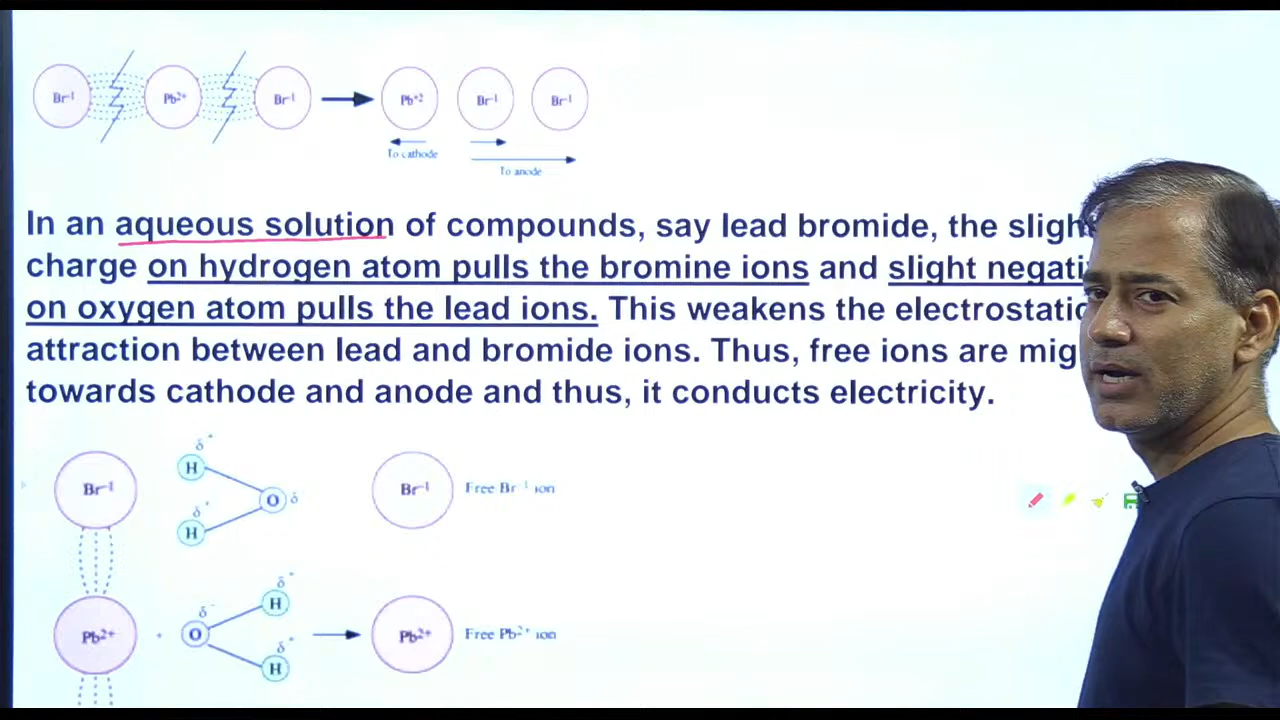 Br-1 Pb2+ Br-1 Pb+2 Br-1 Br-1
To cathode
To anode
In an aqueous solution of compounds, say lead bromide, the slight
charge on hydrogen atom pulls the bromine ions and slight negati
on oxygen atom pulls the lead ions. This weakens the electrostatic
attraction between lead and bromide ions. Thus, free ions are mig
towards cathode and anode and thus, it conducts electricity.
δ+
H
Br-1 O δ Br-1 Free Br-1 ion
δ+
H
δ+
H
δ-
Pb2+ + O Pb2+ Free Pb2+ ion
δ+
H